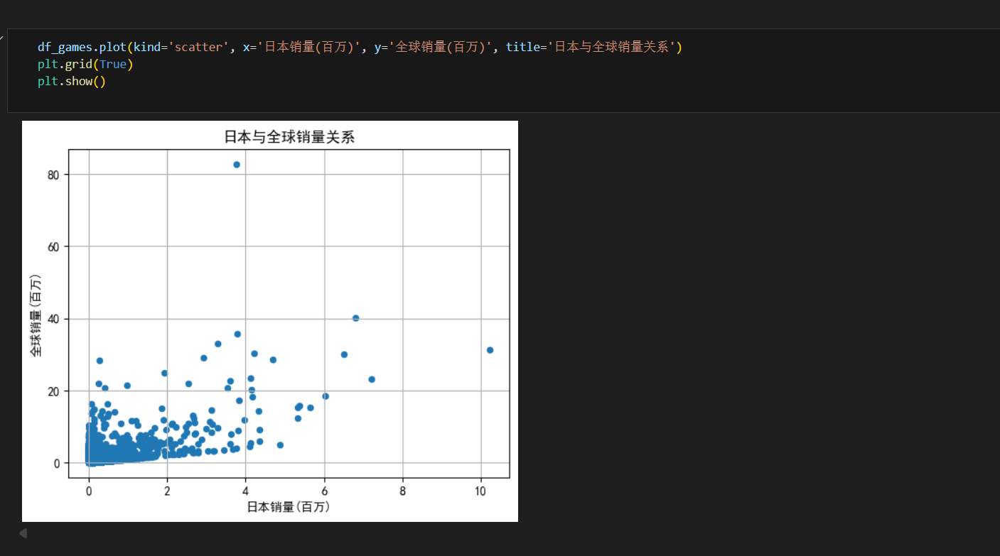 df_games.plot(kind='scatter', x='日本销量(百万)', y='全球销量(百万)', title='日本与全球销量关系')
plt.grid(True)
plt.show()
日本与全球销量关系
80
60
40
20
0
全球销量(百万)
0 2 4 6 8 10
日本销量(百万)